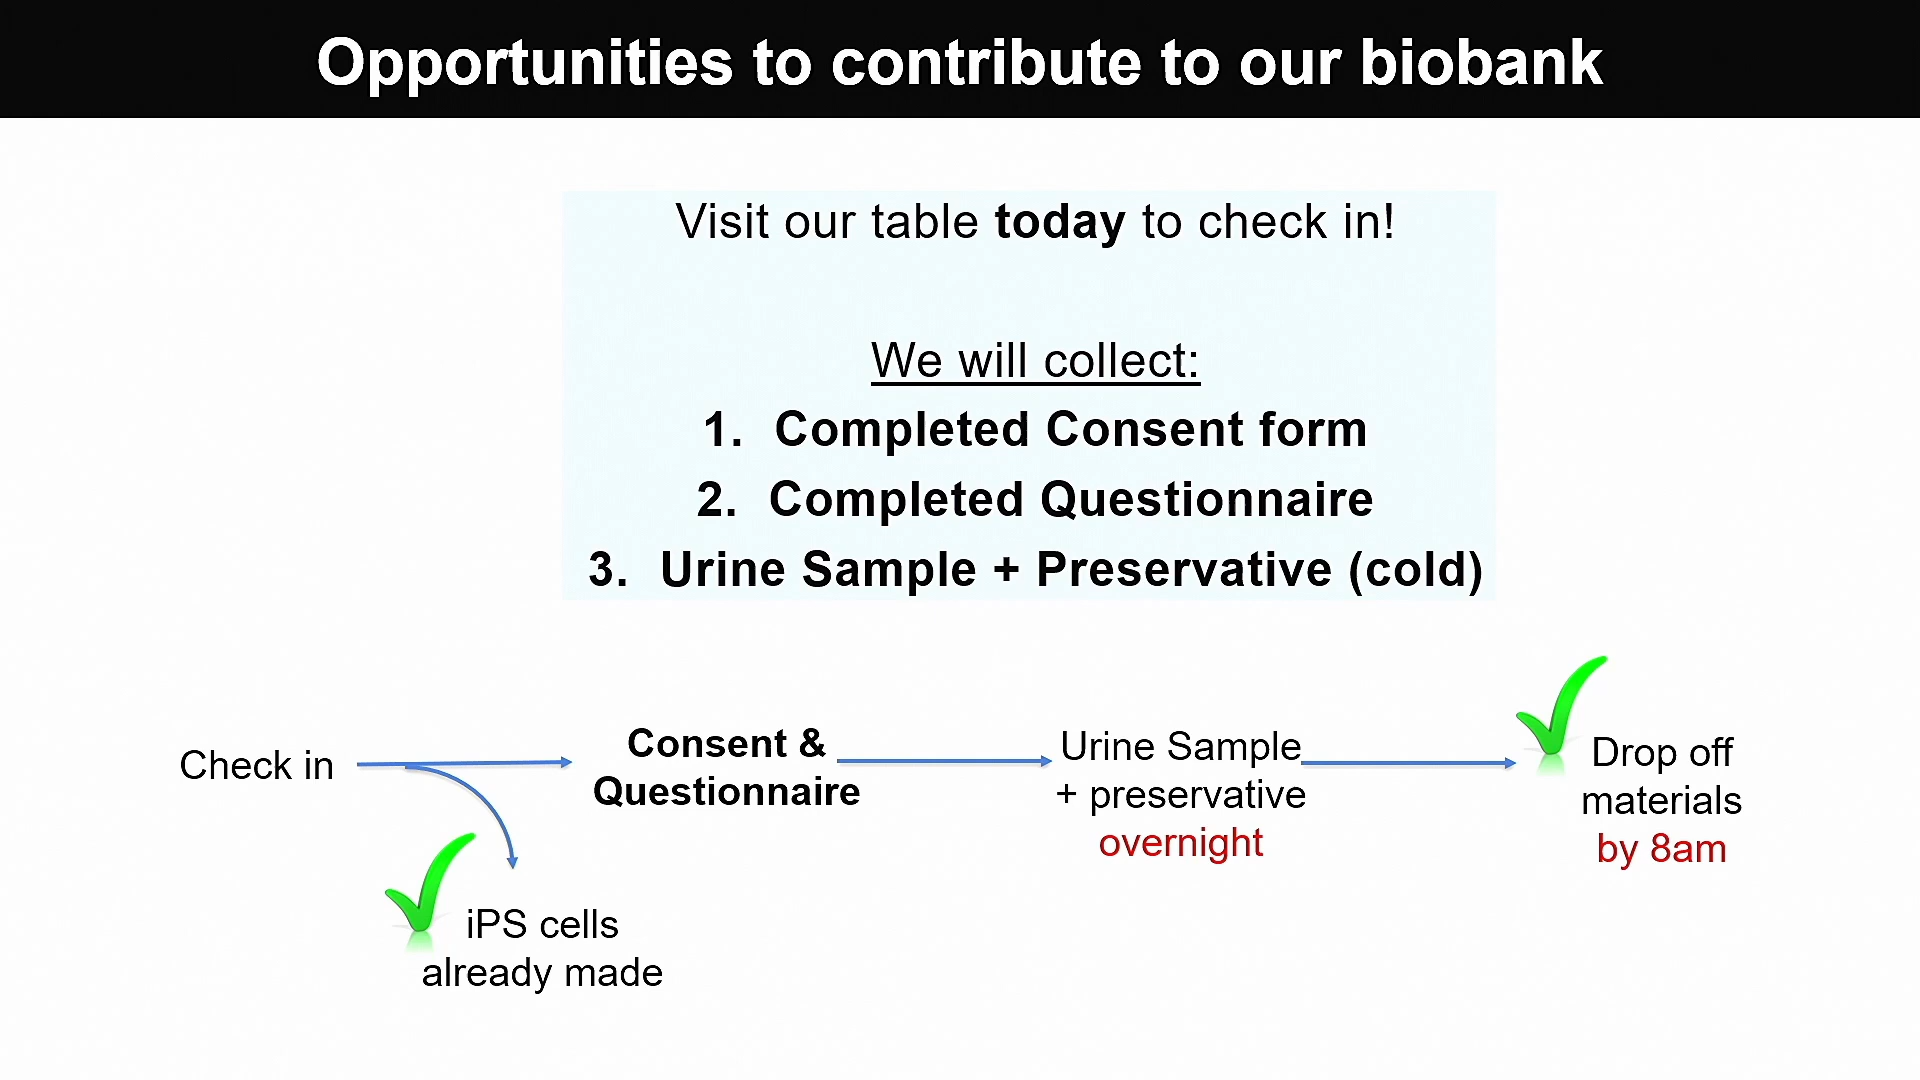 Opportunities to contribute to our biobank
Visit our table today to check in!
We will collect:
1. Completed Consent form
2. Completed Questionnaire
3. Urine Sample + Preservative (cold)
Check in
Consent &
Questionnaire
Urine Sample
+ preservative
overnight
Drop off
materials
by 8am
iPS cells
already made